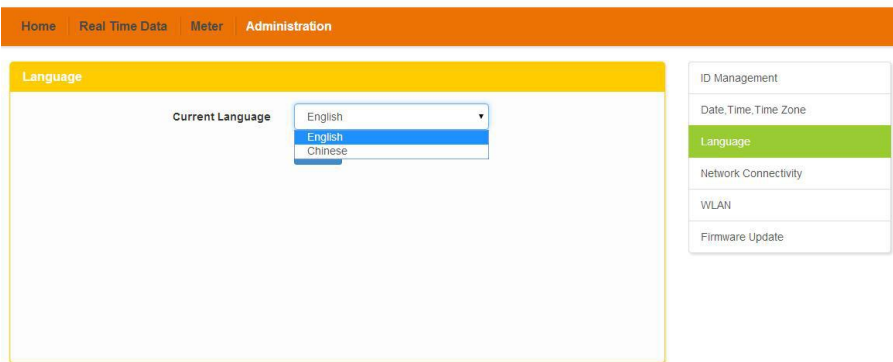 Home Real Time Data Meter Administration
Language
Current Language English
English
Chinese
ID Management
Date,Time,Time Zone
Language
Network Connectivity
WLAN
Firmware Update